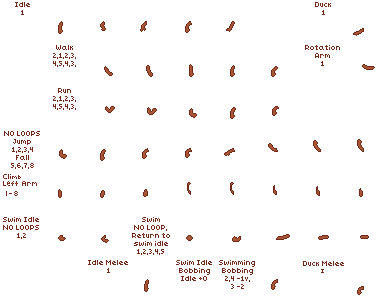 Idle
1
Duck
1
Walk
2,1,2,3,
4,5,4,3,
Rotation
Arm
1
Run
2,1,2,3,
4,5,4,3,
NO LOOPS
Jump
1,2,3,4
Fall
5,6,7,8
Climb
Left Arm
1-8
Swim Idle
NO LOOPS
1,2
Swim
NO LOOP,
Return to
swim idle
1,2,3,4,5
Swim Idle
Bobbing
Idle +0
Swimming
Bobbing
2,4 -1v,
3 -2
Idle Melee
1
Duck Melee
1